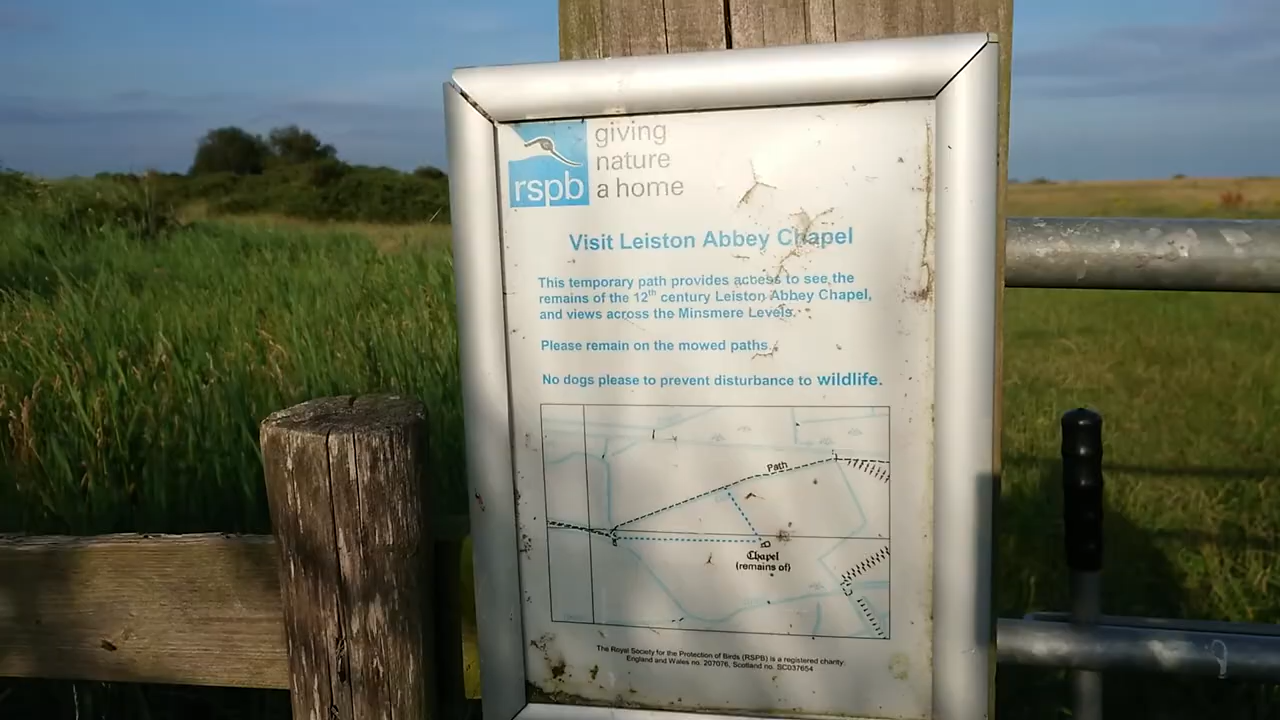 giving
nature
a home
rspb
Visit Leiston Abbey Chapel
This temporary path provides access to see the
remains of the 12th century Leiston Abbey Chapel,
and views across the Minsmere Levels.
Please remain on the mowed paths.
No dogs please to prevent disturbance to wildlife.
Path
Chapel
(remains of)
The Royal Society for the Protection of Birds (RSPB) is a registered charity:
England and Wales no. 207076, Scotland no. SC037654